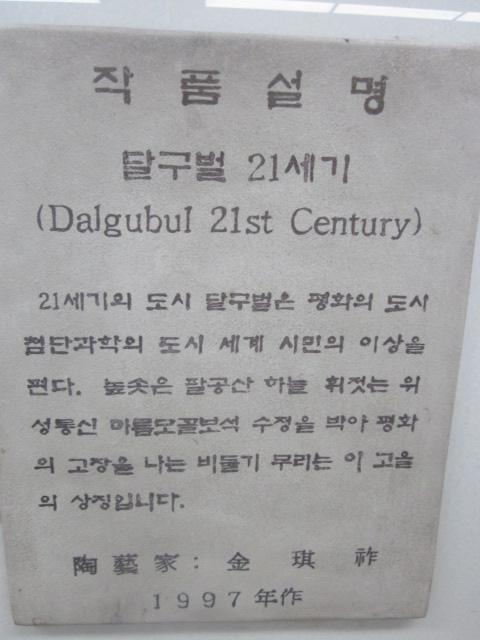 작품설명
달구벌 21세기
(Dalgubul 21st Century)
21세기의 도시 달구벌은 평화의 도시
첨단과학의 도시 세계 시민의 이상을
편다. 높솟은 팔공산 하늘 휘젓는 위
성통신 마름모꼴보석 수정을 박아 평화
의 고장을 나는 비둘기 무리는 이 고을
의 상징입니다.
陶藝家: 金琪祚
1997年作